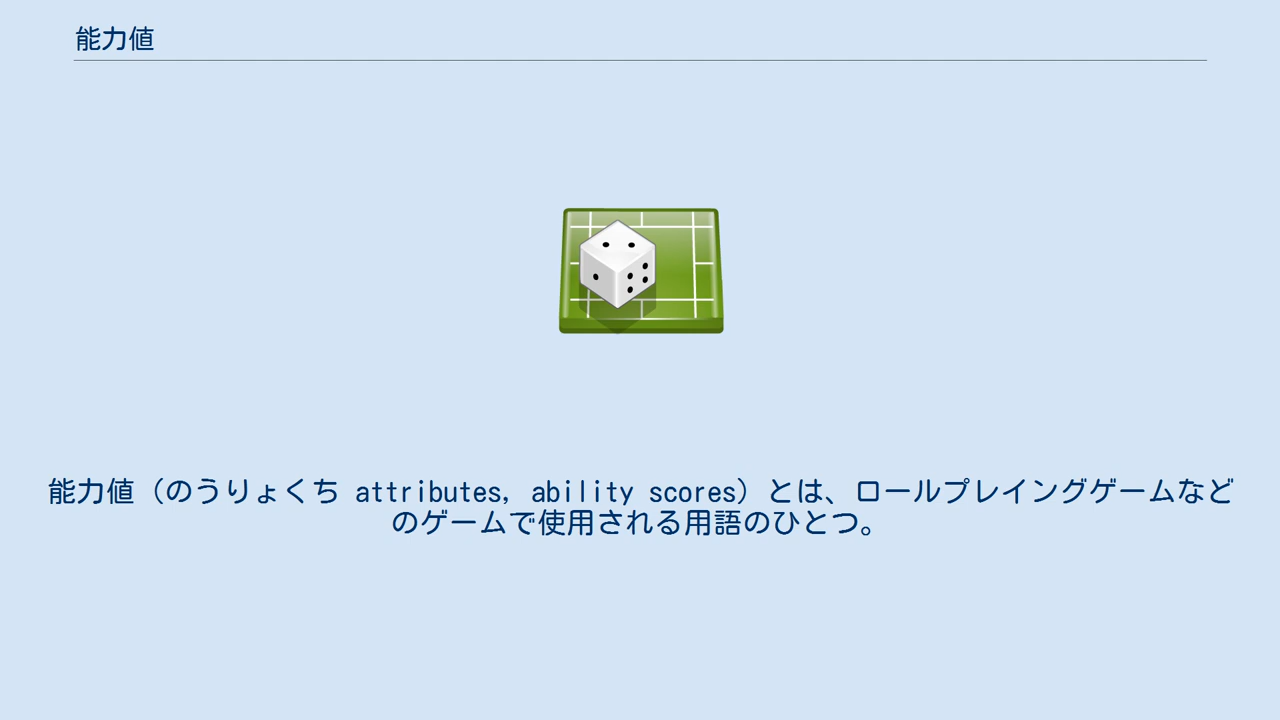 能力値
能力値（のうりょくち attributes, ability scores）とは、ロールプレイングゲームなど
のゲームで使用される用語のひとつ。